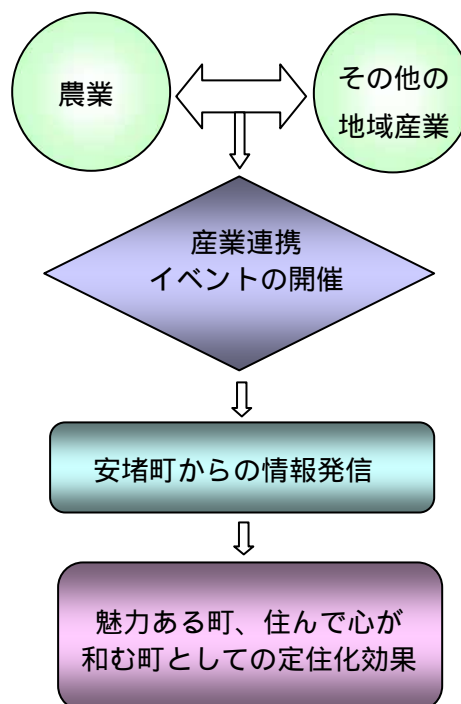 農業
その他の
地域産業
産業連携
イベントの開催
安堵町からの情報発信
魅力ある町、住んで心が
和む町としての定住化効果